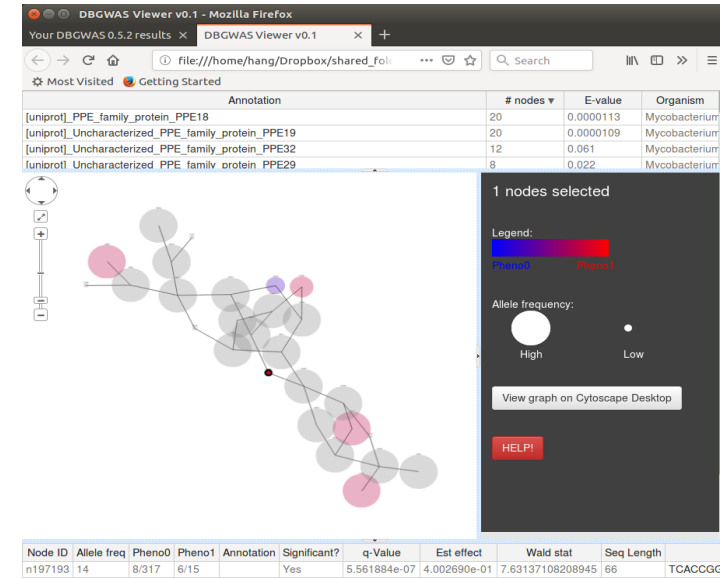 DBGWAS Viewer v0.1 - Mozilla Firefox
Your DBGWAS 0.5.2 results × DBGWAS Viewer v0.1 × +
file:///home/hang/Dropbox/shared_fol ••• Search
Most Visited Getting Started
Annotation # nodes ▼ E-value Organism
[uniprot]_PPE_family_protein_PPE18 20 0.0000113 Mycobacterium
[uniprot]_Uncharacterized_PPE_family_protein_PPE19 20 0.0000109 Mycobacterium
[uniprot]_Uncharacterized_PPE_family_protein_PPE32 12 0.061 Mycobacterium
[uniprot]_Uncharacterized_PPE_family_protein_PPE29 8 0.022 Mycobacterium
1 nodes selected
Legend:
Pheno0 Pheno1
Allele frequency:
High Low
View graph on Cytoscape Desktop
HELP!
Node ID Allele freq Pheno0 Pheno1 Annotation Significant? q-Value Est effect Wald stat Seq Length
n197193 14 8/317 6/15 Yes 5.561884e-07 4.002690e-01 7.63137108208945 66 TCACCGG